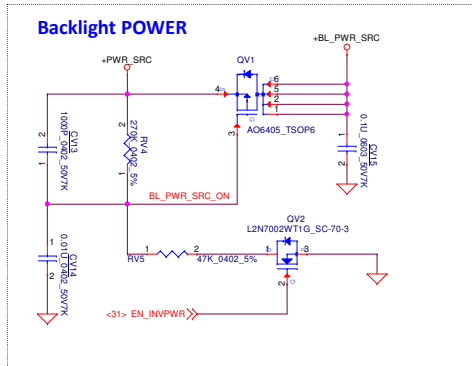 Backlight POWER
+BL_PWR_SRC
+PWR_SRC
QV1
4
6
5
2
1
AO6405_TSOP6
3
2
CV13
1000P_0402_50V7K
1
2
RV4
270K_0402_5%
1
1
CV15
0.1U_0603_50V7K
2
BL_PWR_SRC_ON
QV2
L2N7002WT1G_SC-70-3
1
CV14
0.01U_0402_50V7K
2
1
2
RV5
47K_0402_5%
1
3
2
<31> EN_INVPWR